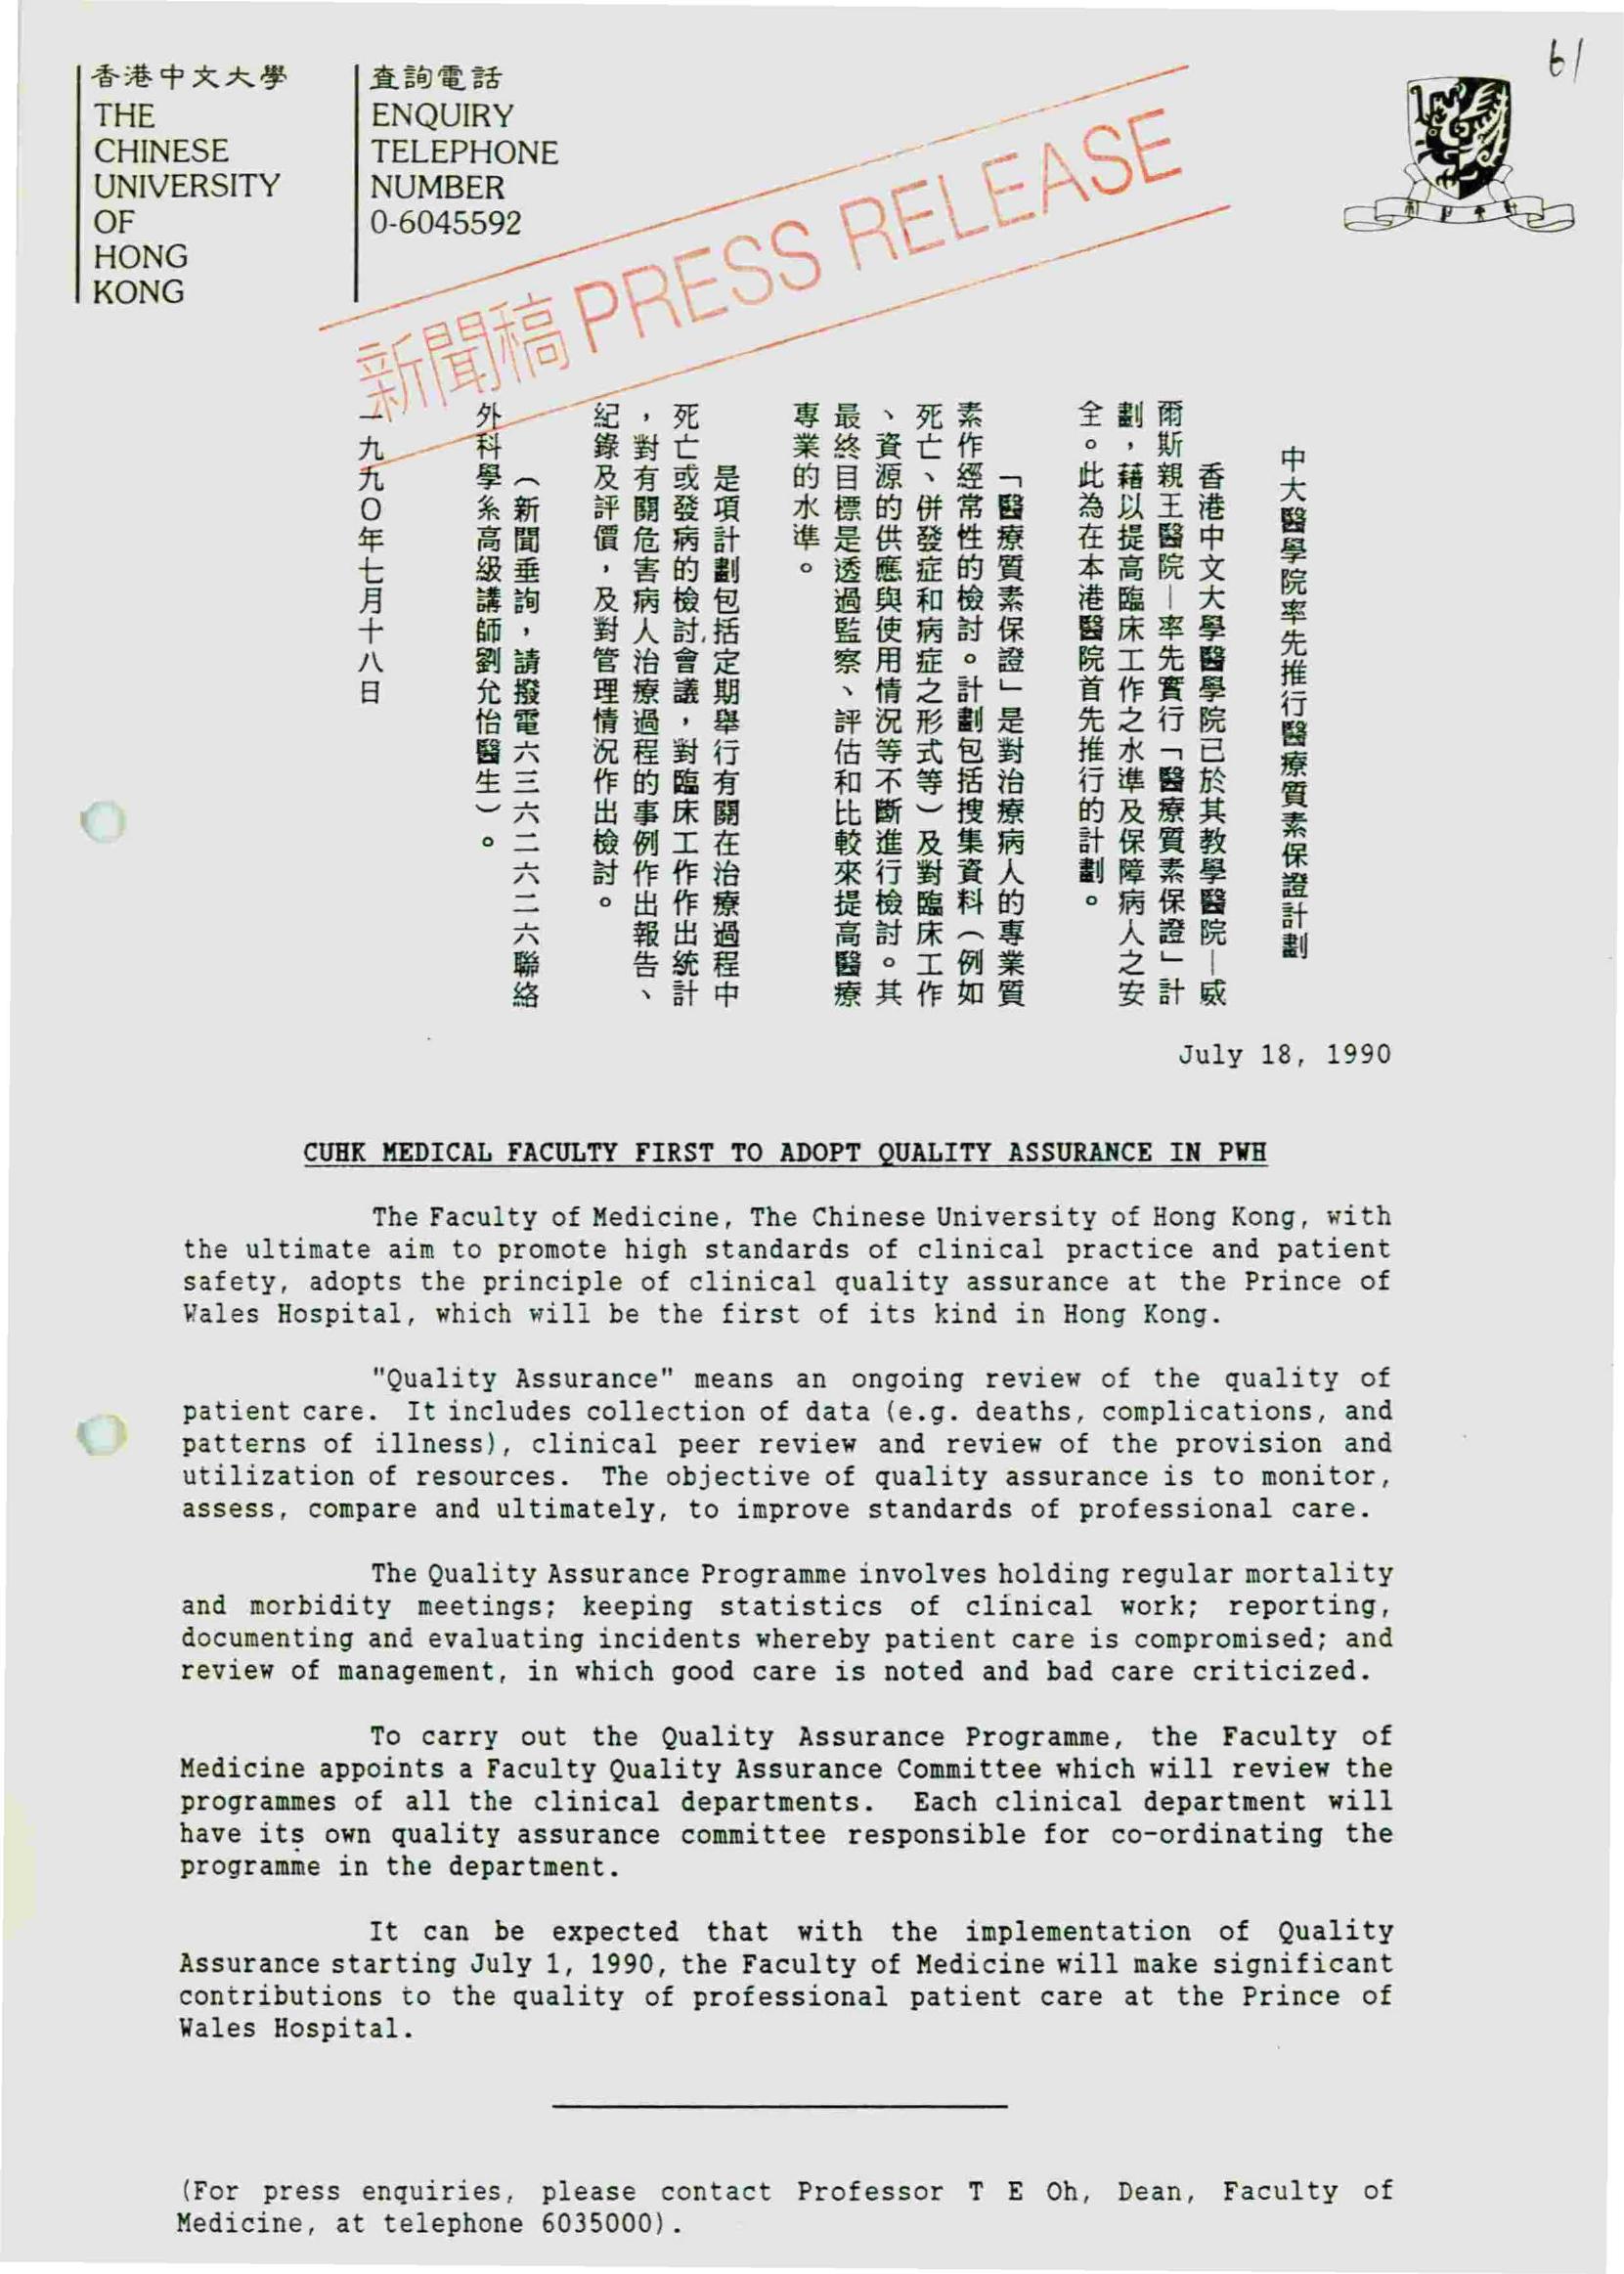 61
香港中文大學
THE
CHINESE
UNIVERSITY
OF
HONG
KONG
查詢電話
ENQUIRY
TELEPHONE
NUMBER
0-6045592
新聞稿 PRESS RELEASE
中大醫學院率先推行醫療質素保證計劃
香港中文大學醫學院已於其教學醫院—威
爾斯親王醫院—率先實行「醫療質素保證」計
劃，藉以提高臨床工作之水準及保障病人之安
全。此為在本港醫院首先推行的計劃。
「醫療質素保證」是對治療病人的專業質
素作經常性的檢討。計劃包括搜集資料（例如
死亡、併發症和病症之形式等）及對臨床工作
、資源的供應與使用情況等不斷進行檢討。其
最終目標是透過監察、評估和比較來提高醫療
專業的水準。
是項計劃包括定期舉行有關在治療過程中
死亡或發病的檢討會議，對臨床工作作出統計
，對有關危害病人治療過程的事例作出報告、
紀錄及評價，及對管理情況作出檢討。
（新聞垂詢，請撥電六三六二六二六聯絡
外科學系高級講師劉允怡醫生）。
一九九０年七月十八日
July 18, 1990
CUHK MEDICAL FACULTY FIRST TO ADOPT QUALITY ASSURANCE IN PWH
The Faculty of Medicine, The Chinese University of Hong Kong, with
the ultimate aim to promote high standards of clinical practice and patient
safety, adopts the principle of clinical quality assurance at the Prince of
Wales Hospital, which will be the first of its kind in Hong Kong.
"Quality Assurance" means an ongoing review of the quality of
patient care. It includes collection of data (e.g. deaths, complications, and
patterns of illness), clinical peer review and review of the provision and
utilization of resources. The objective of quality assurance is to monitor,
assess, compare and ultimately, to improve standards of professional care.
The Quality Assurance Programme involves holding regular mortality
and morbidity meetings; keeping statistics of clinical work; reporting,
documenting and evaluating incidents whereby patient care is compromised; and
review of management, in which good care is noted and bad care criticized.
To carry out the Quality Assurance Programme, the Faculty of
Medicine appoints a Faculty Quality Assurance Committee which will review the
programmes of all the clinical departments. Each clinical department will
have its own quality assurance committee responsible for co-ordinating the
programme in the department.
It can be expected that with the implementation of Quality
Assurance starting July 1, 1990, the Faculty of Medicine will make significant
contributions to the quality of professional patient care at the Prince of
Wales Hospital.
(For press enquiries, please contact Professor T E Oh, Dean, Faculty of
Medicine, at telephone 6035000).